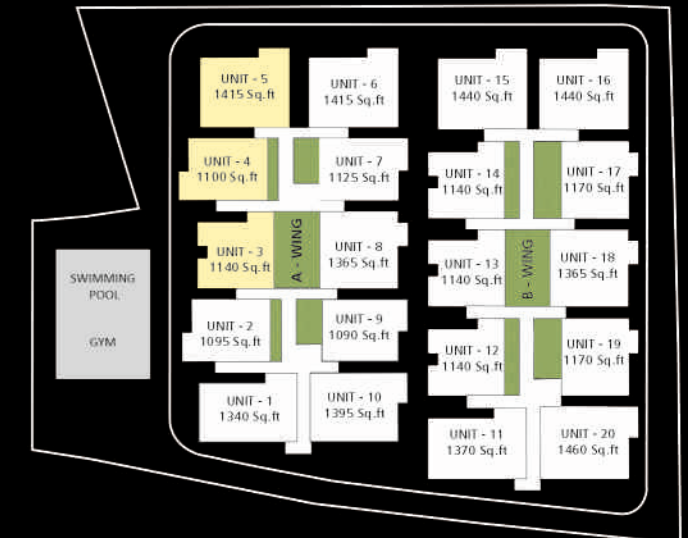 UNIT - 5
1415 Sq.ft
UNIT - 6
1415 Sq.ft
UNIT - 15
1440 Sq.ft
UNIT - 16
1440 Sq.ft
UNIT - 4
1100 Sq.ft
UNIT - 7
1125 Sq.ft
UNIT - 14
1140 Sq.ft
UNIT - 17
1170 Sq.ft
UNIT - 3
1140 Sq.ft
A - WING
UNIT - 8
1365 Sq.ft
UNIT - 13
1140 Sq.ft
B - WING
UNIT - 18
1365 Sq.ft
SWIMMING
POOL
GYM
UNIT - 2
1095 Sq.ft
UNIT - 9
1090 Sq.ft
UNIT - 12
1140 Sq.ft
UNIT - 19
1170 Sq.ft
UNIT - 1
1340 Sq.ft
UNIT - 10
1395 Sq.ft
UNIT - 11
1370 Sq.ft
UNIT - 20
1460 Sq.ft